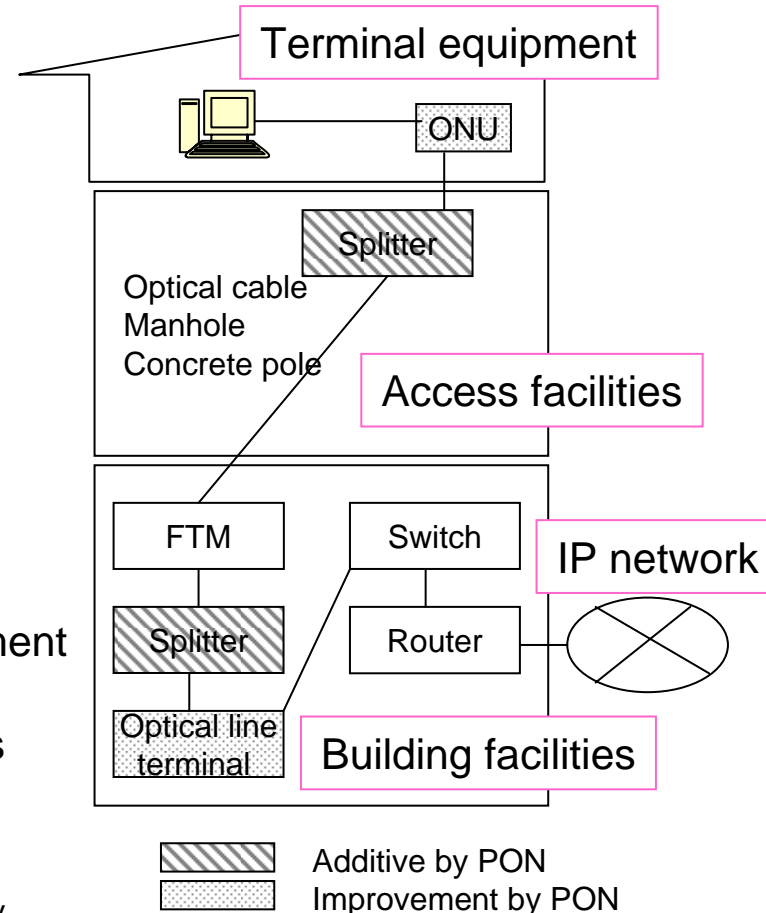 Terminal equipment
ONU
Splitter
Optical cable
Manhole
Concrete pole
Access facilities
FTM
Switch
IP network
Splitter
Router
Optical line
terminal
Building facilities
Additive by PON
Improvement by PON